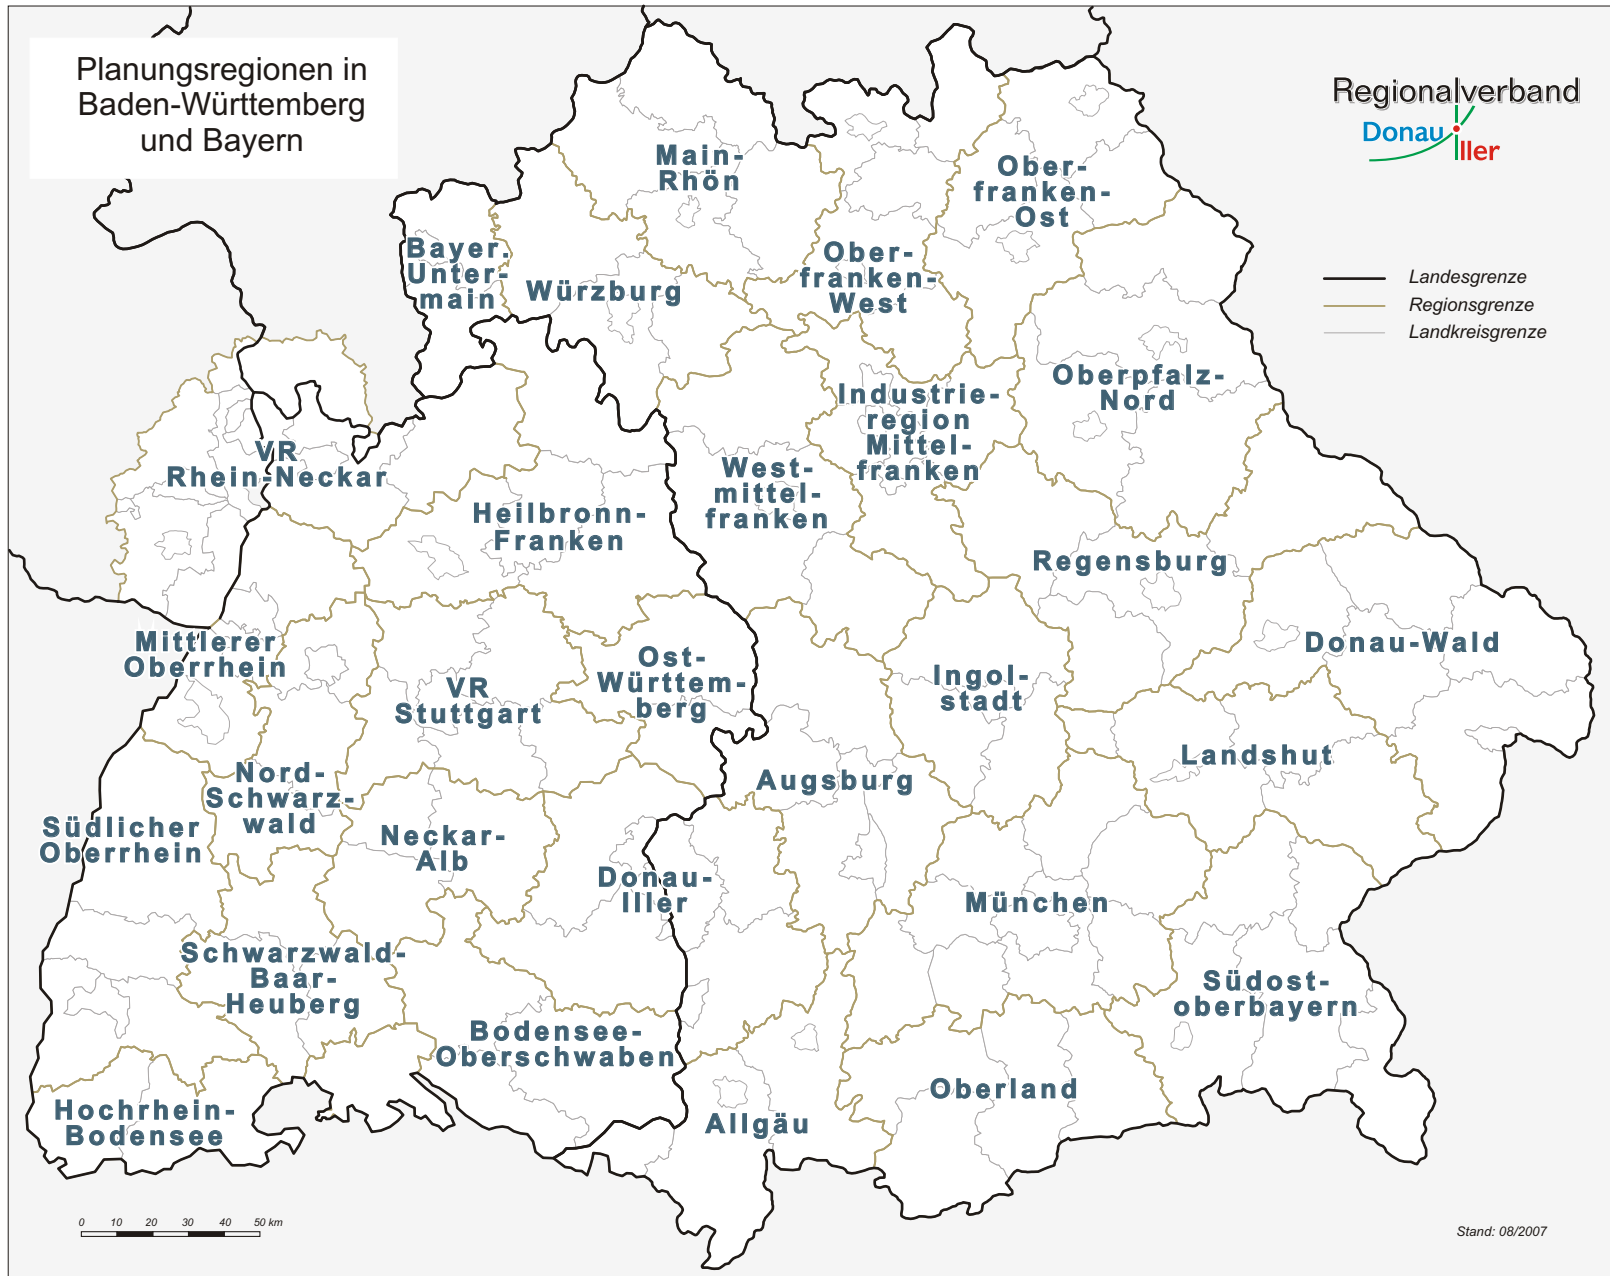 Planungsregionen in
Baden-Württemberg
und Bayern
Regionalverband
Donau
Iller
Landesgrenze
Regionsgrenze
Landkreisgrenze
Main-
Rhön
Ober-
franken-
Ost
Bayer.
Unter-
main
Würzburg
Ober-
franken-
West
Oberpfalz-
Nord
Industrie-
region
Mittel-
franken
VR
Rhein-Neckar
West-
mittel-
franken
Heilbronn-
Franken
Regensburg
Mittlerer
Oberrhein
Donau-Wald
Ost-
Württem-
berg
VR
Stuttgart
Ingol-
stadt
Landshut
Nord-
Schwarz-
wald
Augsburg
Südlicher
Oberrhein
Neckar-
Alb
Donau-
Iller
München
Schwarzwald-
Baar-
Heuberg
Südost-
oberbayern
Bodensee-
Oberschwaben
Oberland
Hochrhein-
Bodensee
Allgäu
0 10 20 30 40 50 km
Stand: 08/2007